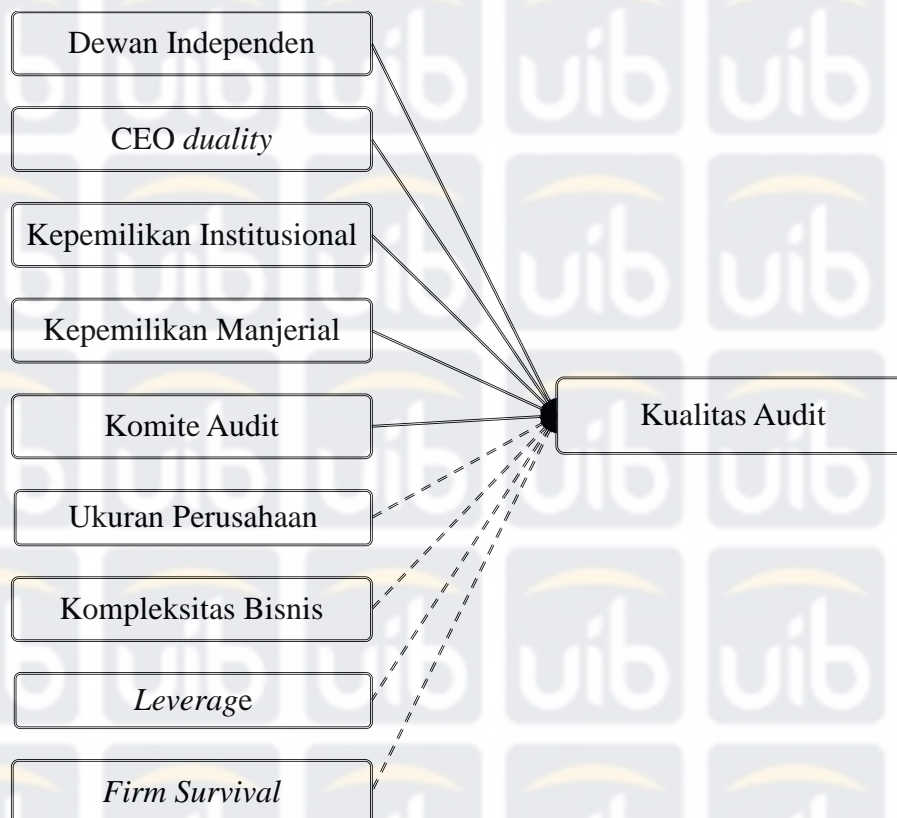 Dewan Independen
CEO duality
Kepemilikan Institusional
Kepemilikan Manjerial
Komite Audit
Kualitas Audit
Ukuran Perusahaan
Kompleksitas Bisnis
Leverage
Firm Survival
uib